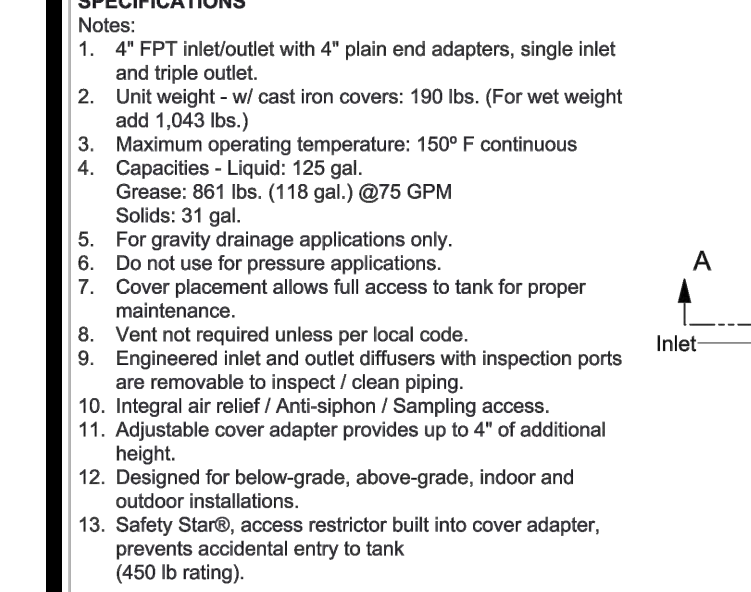 SPECIFICATIONS
Notes:
1. 4" FPT inlet/outlet with 4" plain end adapters, single inlet
and triple outlet.
2. Unit weight - w/ cast iron covers: 190 lbs. (For wet weight
add 1,043 lbs.)
3. Maximum operating temperature: 150º F continuous
4. Capacities - Liquid: 125 gal.
Grease: 861 lbs. (118 gal.) @75 GPM
Solids: 31 gal.
5. For gravity drainage applications only.
6. Do not use for pressure applications.
7. Cover placement allows full access to tank for proper
maintenance.
8. Vent not required unless per local code.
9. Engineered inlet and outlet diffusers with inspection ports
are removable to inspect / clean piping.
10. Integral air relief / Anti-siphon / Sampling access.
11. Adjustable cover adapter provides up to 4" of additional
height.
12. Designed for below-grade, above-grade, indoor and
outdoor installations.
13. Safety Star®, access restrictor built into cover adapter,
prevents accidental entry to tank
(450 lb rating).
A
Inlet